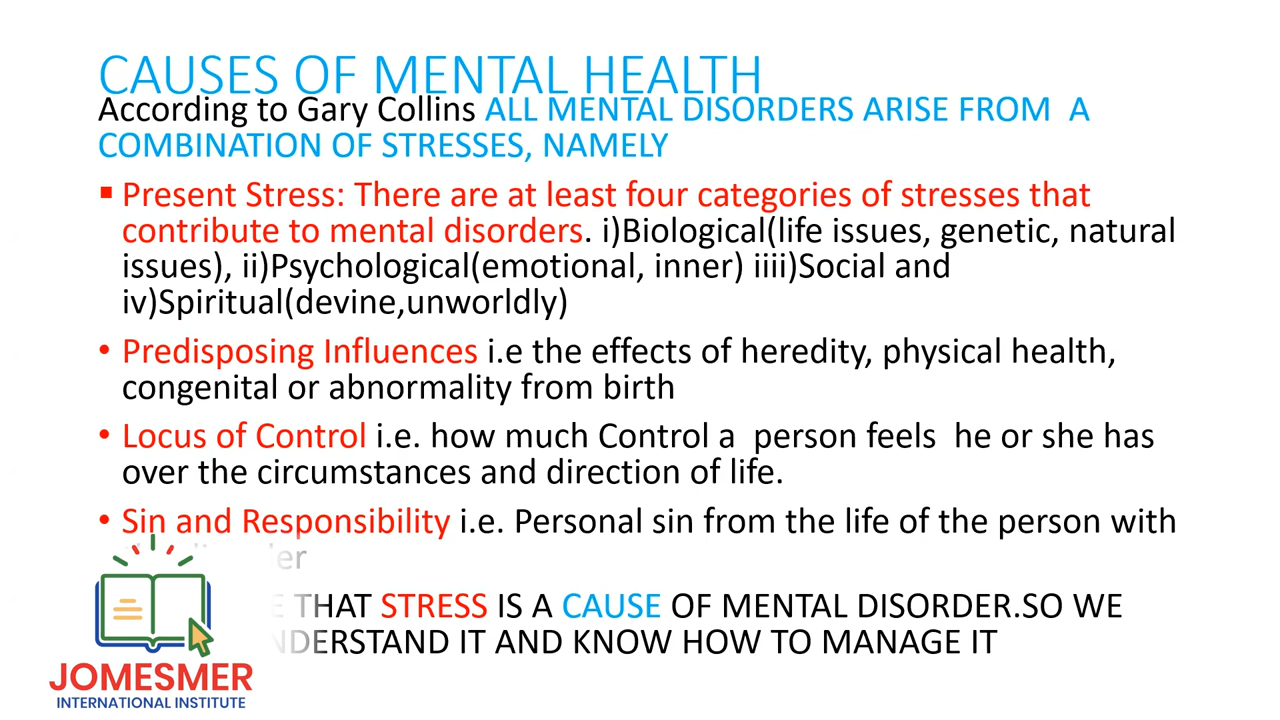 CAUSES OF MENTAL HEALTH
According to Gary Collins ALL MENTAL DISORDERS ARISE FROM A
COMBINATION OF STRESSES, NAMELY
▪ Present Stress: There are at least four categories of stresses that
contribute to mental disorders. i)Biological(life issues, genetic, natural
issues), ii)Psychological(emotional, inner) iiii)Social and
iv)Spiritual(devine,unworldly)
• Predisposing Influences i.e the effects of heredity, physical health,
congenital or abnormality from birth
• Locus of Control i.e. how much Control a person feels he or she has
over the circumstances and direction of life.
• Sin and Responsibility i.e. Personal sin from the life of the person with
THAT STRESS IS A CAUSE OF MENTAL DISORDER.SO WE
NDERSTAND IT AND KNOW HOW TO MANAGE IT
JOMESMER
INTERNATIONAL INSTITUTE